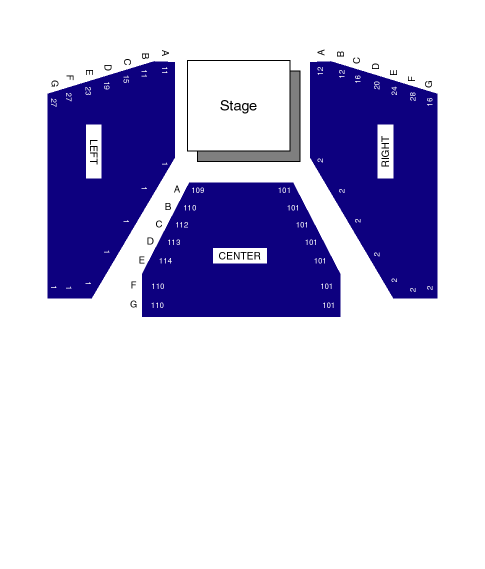 G F E D C B A
27 27 23 19 15 11 11
LEFT
1 1 1 1 1 1 1
Stage
A B C D E F G
12 12 16 20 24 28 16
RIGHT
2 2 2 2 2 2 2
A 109 101
B 110 101
C 112 101
D 113 101
E 114 101
CENTER
F 110 101
G 110 101